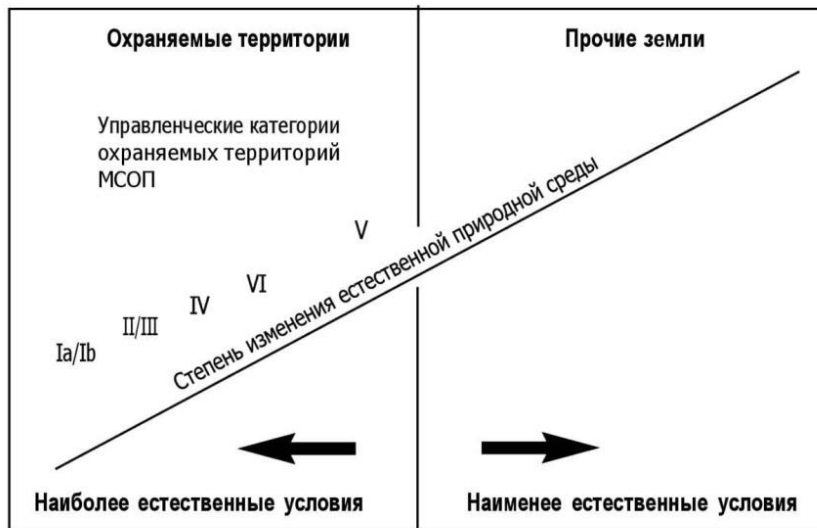 Охраняемые территории
Прочие земли
Управленческие категории
охраняемых территорий
МСОП
V
VI
IV
II/III
Ia/Ib
Степень изменения естественной природной среды
Наиболее естественные условия
Наименее естественные условия